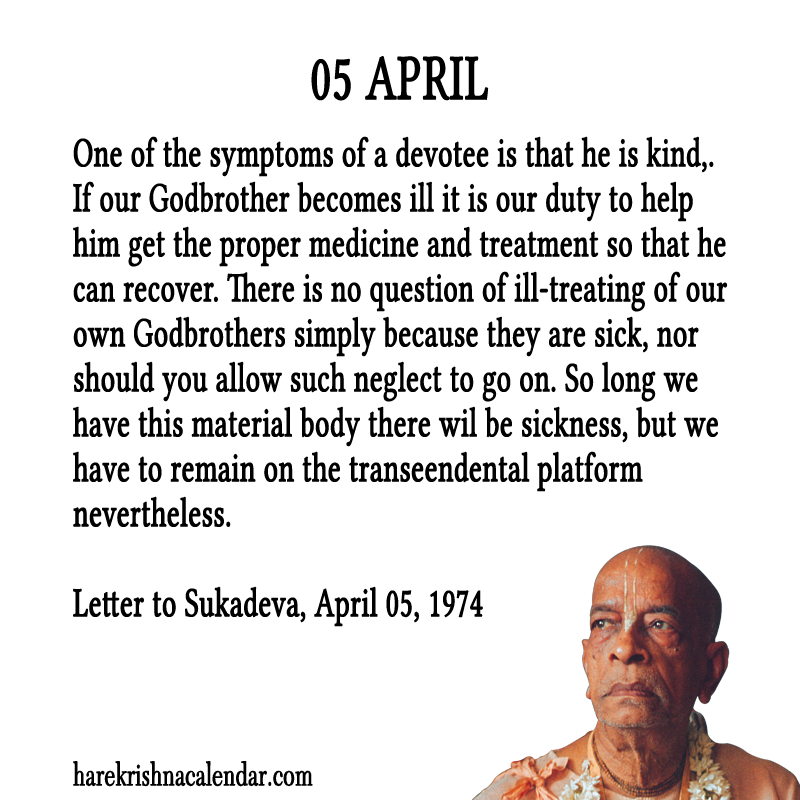 05 APRIL
One of the symptoms of a devotee is that he is kind,.
If our Godbrother becomes ill it is our duty to help
him get the proper medicine and treatment so that he
can recover. There is no question of ill-treating of our
own Godbrothers simply because they are sick, nor
should you allow such neglect to go on. So long we
have this material body there wil be sickness, but we
have to remain on the transeendental platform
nevertheless.
Letter to Sukadeva, April 05, 1974
harekrishnacalendar.com